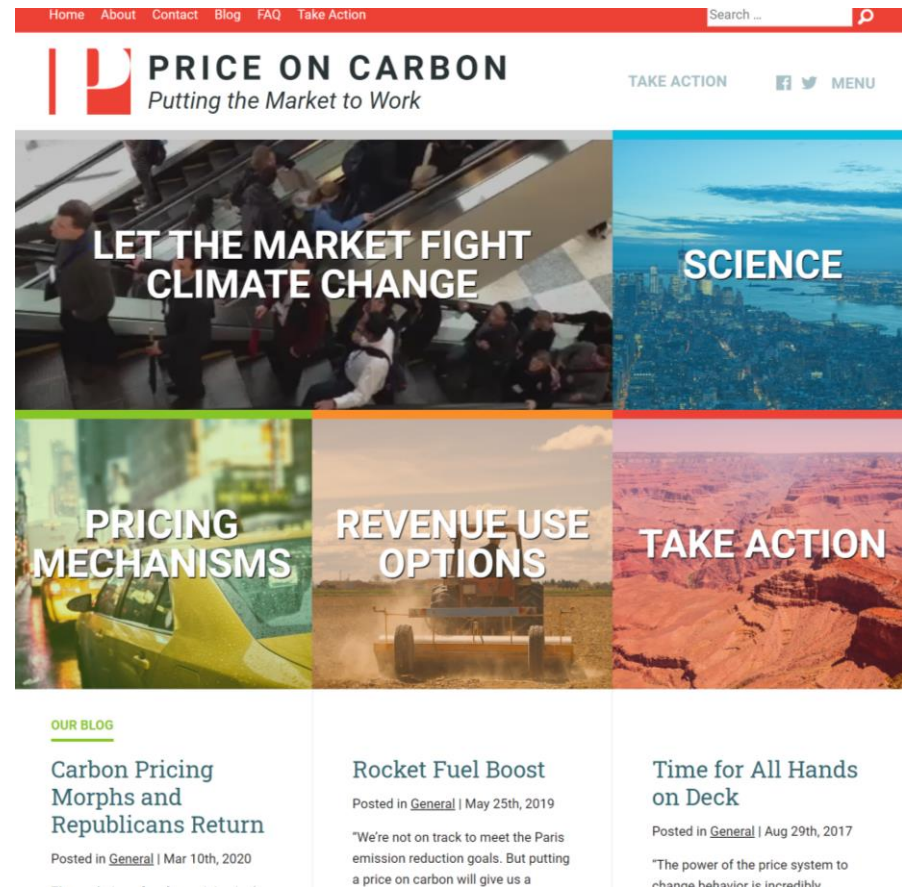 Home About Contact Blog FAQ Take Action
Search ...
PRICE ON CARBON
Putting the Market to Work
TAKE ACTION
MENU
LET THE MARKET FIGHT
CLIMATE CHANGE
SCIENCE
PRICING
MECHANISMS
REVENUE USE
OPTIONS
TAKE ACTION
OUR BLOG
Carbon Pricing
Morphs and
Republicans Return
Posted in General | Mar 10th, 2020
Rocket Fuel Boost
Posted in General | May 25th, 2019
“We're not on track to meet the Paris
emission reduction goals. But putting
a price on carbon will give us a
Time for All Hands
on Deck
Posted in General | Aug 29th, 2017
“The power of the price system to
change behavior is incredibly